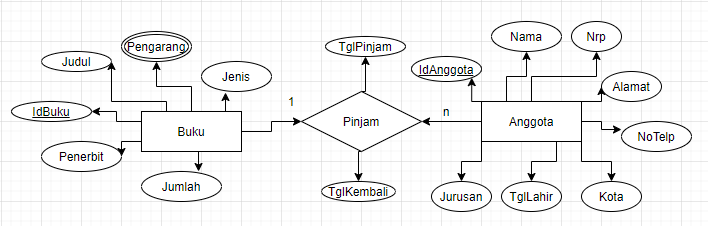 Pengarang
Judul
Jenis
IdBuku
Buku
Penerbit
Jumlah
1
TglPinjam
Pinjam
TglKembali
n
Nama
Nrp
IdAnggota
Alamat
Anggota
NoTelp
Jurusan
TglLahir
Kota